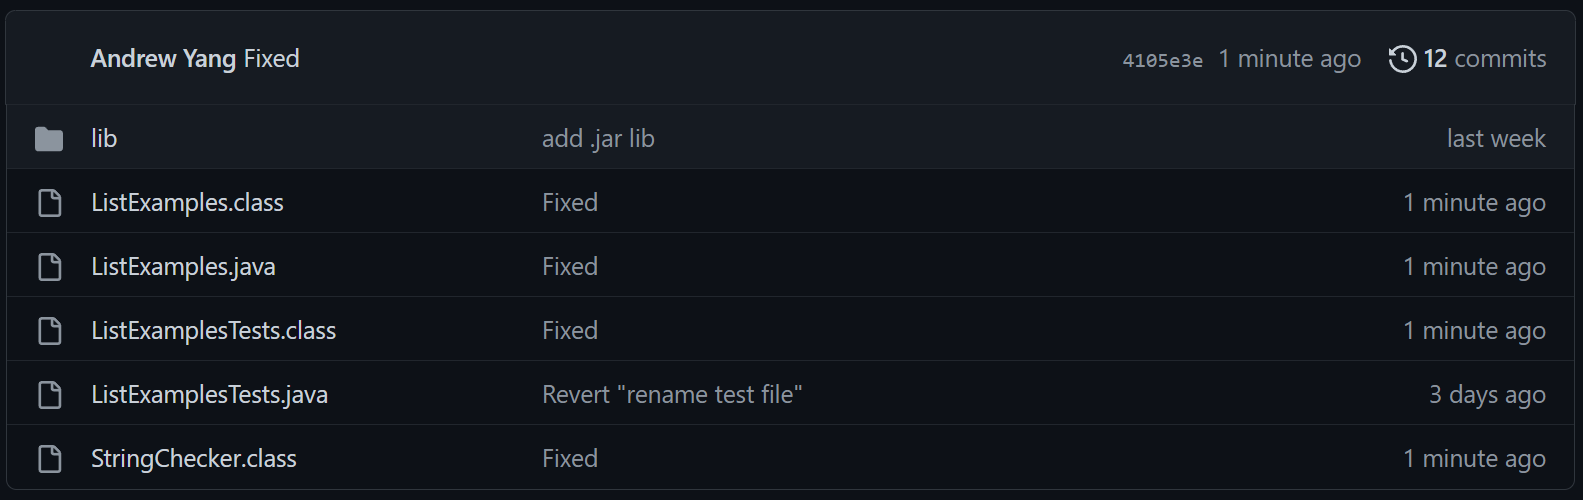 Andrew Yang Fixed 4105e3e 1 minute ago 12 commits
lib add .jar lib last week
ListExamples.class Fixed 1 minute ago
ListExamples.java Fixed 1 minute ago
ListExamplesTests.class Fixed 1 minute ago
ListExamplesTests.java Revert "rename test file" 3 days ago
StringChecker.class Fixed 1 minute ago